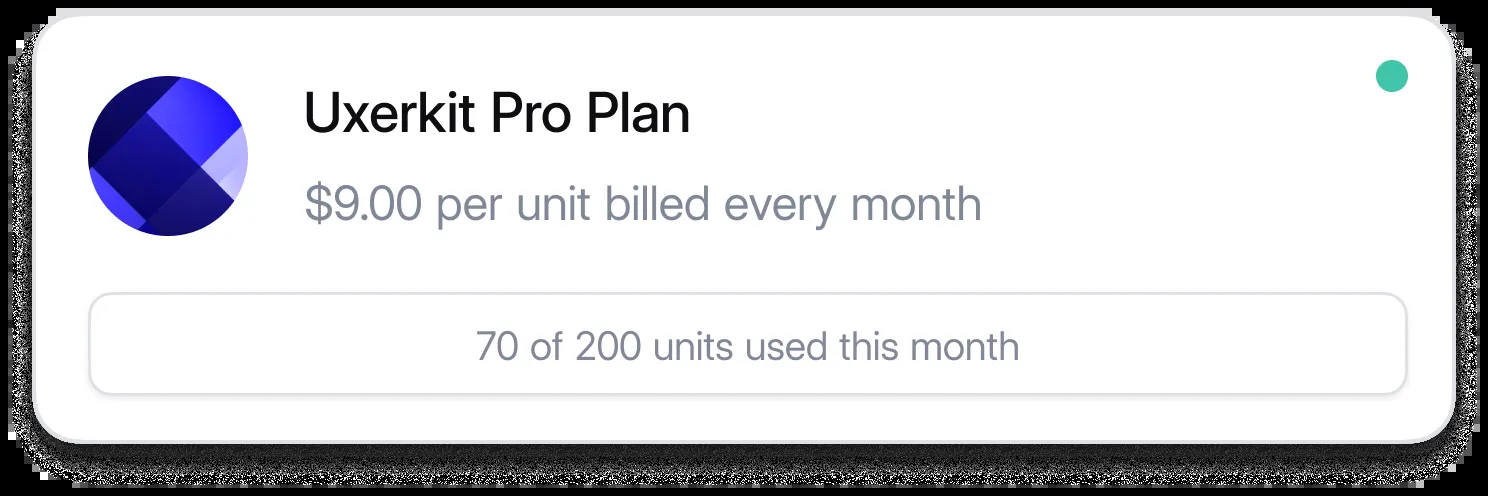 Uxerkit Pro Plan
$9.00 per unit billed every month
70 of 200 units used this month